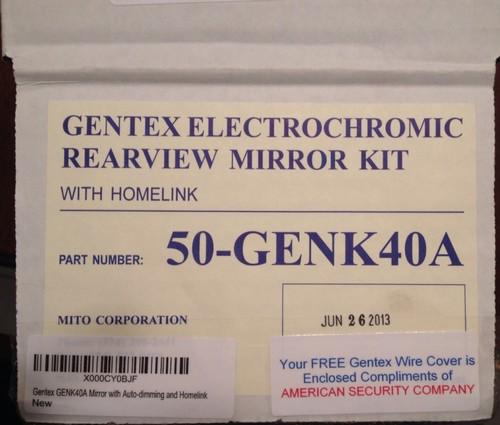 GENTEX ELECTROCHROMIC
REARVIEW MIRROR KIT
WITH HOMELINK
PART NUMBER: 50-GENK40A
MITO CORPORATION
JUN 26 2013
X000CY0BJF
Gentex GENK40A Mirror with Auto-dimming and Homelink
New
Your FREE Gentex Wire Cover is
Enclosed Compliments of
AMERICAN SECURITY COMPANY